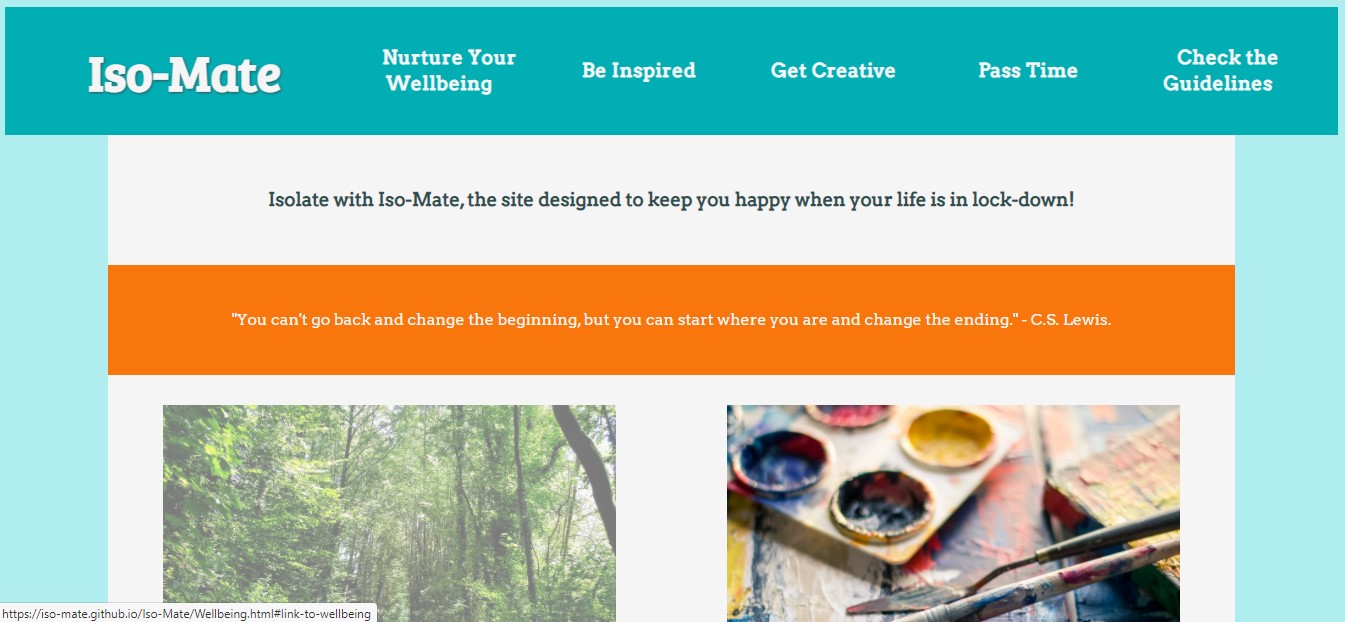 Iso-Mate
Nurture Your
Wellbeing
Be Inspired
Get Creative
Pass Time
Check the
Guidelines
Isolate with Iso-Mate, the site designed to keep you happy when your life is in lock-down!
"You can't go back and change the beginning, but you can start where you are and change the ending." - C.S. Lewis.
https://iso-mate.github.io/Iso-Mate/Wellbeing.html#link-to-wellbeing